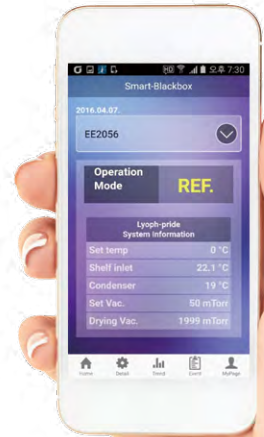 오후 7:30
Smart-Blackbox
2016.04.07.
EE2056
Operation
Mode
REF.
Lyoph-pride
System Information
Set temp 0 °C
Shelf inlet 22.1 °C
Condenser 19 °C
Set Vac. 50 mTorr
Drying Vac. 1999 mTorr
Home Detail Trend Event MyPage